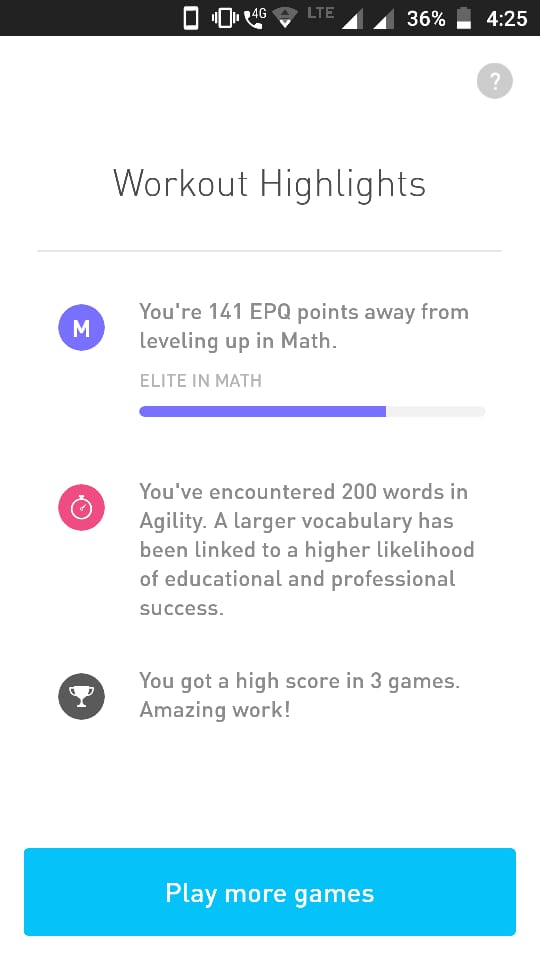 4G LTE 36% 4:25
?
Workout Highlights
M
You're 141 EPQ points away from
leveling up in Math.
ELITE IN MATH
You've encountered 200 words in
Agility. A larger vocabulary has
been linked to a higher likelihood
of educational and professional
success.
You got a high score in 3 games.
Amazing work!
Play more games